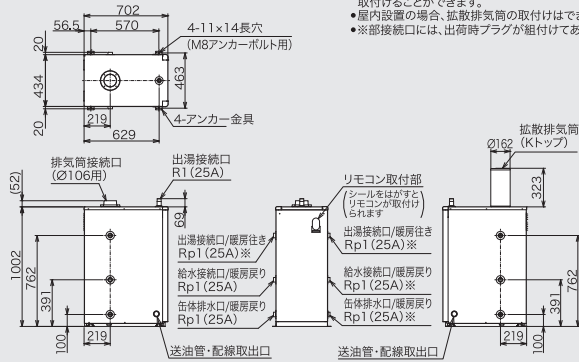 取付けることができます。
●屋内設置の場合、拡散排気筒の取付けはでき
●※部接続口には、出荷時プラグが組付けてあ
702
56.5
570
4-11×14長穴
(M8アンカーボルト用)
20
434
20
463
219
629
4-アンカー金具
排気筒接続口
(Ø106用)
出湯接続口
R1(25A)
(52)
69
1002
762
391
100
219
送油管・配線取出口
出湯接続口/暖房往き
Rp1(25A)※
給水接続口/暖房戻り
Rp1(25A)
缶体排水口/暖房戻り
Rp1(25A)
リモコン取付部
(シールをはがすと
リモコンが取付け
られます)
出湯接続口/暖房往き
Rp1(25A)※
給水接続口/暖房戻り
Rp1(25A)※
缶体排水口/暖房戻り
Rp1(25A)※
拡散排気筒
(Kトップ)
Ø162
323
762
391
100
219
送油管・配線取出口